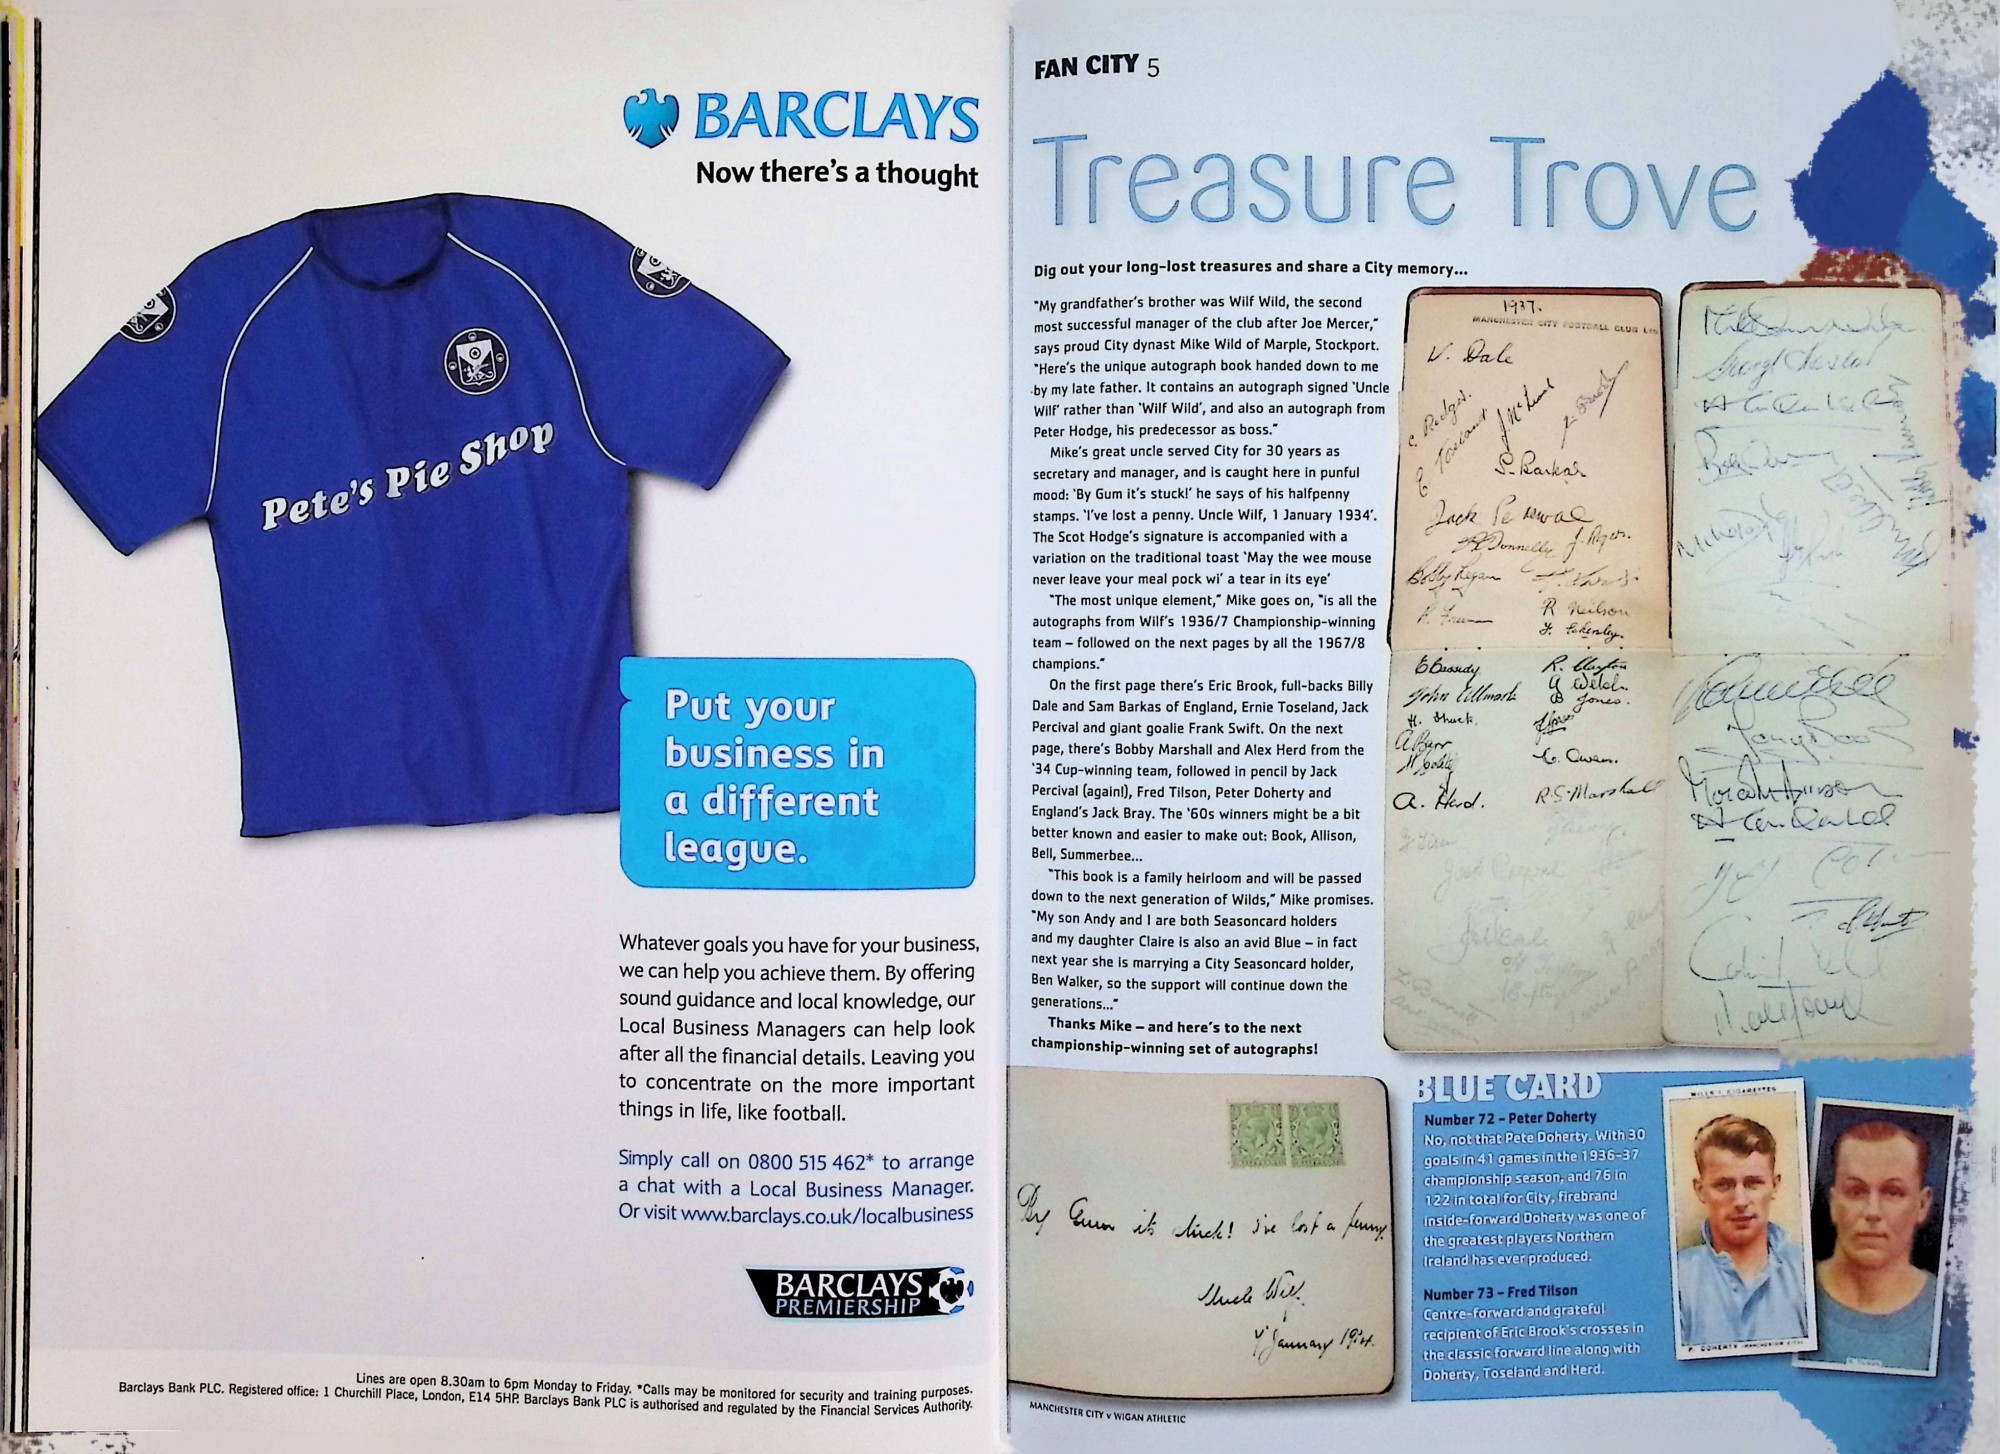 BARCLAYS
Now there's a thought
Pete's Pie Shop
Put your
business in
a different
league.
Whatever goals you have for your business,
we can help you achieve them. By offering
sound guidance and local knowledge, our
Local Business Managers can help look
after all the financial details. Leaving you
to concentrate on the more important
things in life, like football.
Simply call on 0800 515 462* to arrange
a chat with a Local Business Manager.
Or visit www.barclays.co.uk/localbusiness
BARCLAYS
PREMIERSHIP
Lines are open 8.30am to 6pm Monday to Friday. *Calls may be monitored for security and training purposes.
Barclays Bank PLC. Registered office: 1 Churchill Place, London, E14 5HP. Barclays Bank PLC is authorised and regulated by the Financial Services Authority.
FAN CITY 5
Treasure Trove
Dig out your long-lost treasures and share a City memory...
"My grandfather's brother was Wilf Wild, the second
most successful manager of the club after Joe Mercer,"
says proud City dynast Mike Wild of Marple, Stockport.
"Here's the unique autograph book handed down to me
by my late father. It contains an autograph signed 'Uncle
Wilf' rather than 'Wilf Wild', and also an autograph from
Peter Hodge, his predecessor as boss."
Mike's great uncle served City for 30 years as
secretary and manager, and is caught here in punful
mood: 'By Gum it's stuck!' he says of his halfpenny
stamps. 'I've lost a penny. Uncle Wilf, 1 January 1934'.
The Scot Hodge's signature is accompanied with a
variation on the traditional toast 'May the wee mouse
never leave your meal pock wi' a tear in its eye'
"The most unique element," Mike goes on, "is all the
autographs from Wilf's 1936/7 Championship-winning
team – followed on the next pages by all the 1967/8
champions."
On the first page there's Eric Brook, full-backs Billy
Dale and Sam Barkas of England, Ernie Toseland, Jack
Percival and giant goalie Frank Swift. On the next
page, there's Bobby Marshall and Alex Herd from the
'34 Cup-winning team, followed in pencil by Jack
Percival (again!), Fred Tilson, Peter Doherty and
England's Jack Bray. The '60s winners might be a bit
better known and easier to make out: Book, Allison,
Bell, Summerbee...
"This book is a family heirloom and will be passed
down to the next generation of Wilds," Mike promises.
"My son Andy and I are both Seasoncard holders
and my daughter Claire is also an avid Blue – in fact
next year she is marrying a City Seasoncard holder,
Ben Walker, so the support will continue down the
generations..."
Thanks Mike – and here's to the next
championship-winning set of autographs!
1937.
MANCHESTER CITY FOOTBALL CLUB LTD
W. Dale
C. Rodger.
E. Toseland
S. Barkas
Jack Percival
J. Rogers.
Bobby Regan
R. Neilson
F. Eckersley.
E Cassidy
R. Clayton
John Allmark
G Welsh.
B Jones.
A. Herd.
R.S. Marshall
By Gum its stuck! i've lost a penny.
Uncle Wilf.
1st January 1934.
BLUE CARD
Number 72 – Peter Doherty
No, not that Pete Doherty. With 30
goals in 41 games in the 1936-37
championship season, and 76 in
122 in total for City, firebrand
inside-forward Doherty was one of
the greatest players Northern
Ireland has ever produced.
Number 73 – Fred Tilson
Centre-forward and grateful
recipient of Eric Brook's crosses in
the classic forward line along with
Doherty, Toseland and Herd.
WILLS'S CIGARETTES
P. DOHERTY (MANCHESTER CITY)
MANCHESTER CITY v WIGAN ATHLETIC